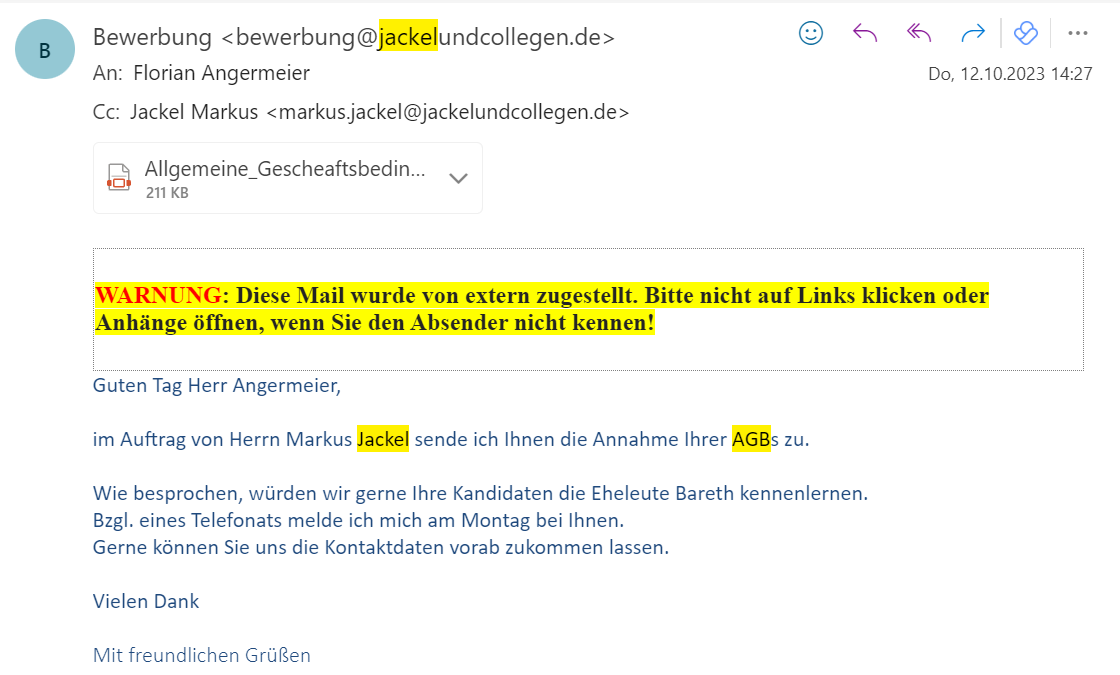 B
Bewerbung <bewerbung@jackelundcollegen.de>
An: Florian Angermeier
Do, 12.10.2023 14:27
Cc: Jackel Markus <markus.jackel@jackelundcollegen.de>
Allgemeine_Gescheaftsbedin...
211 KB
WARNUNG: Diese Mail wurde von extern zugestellt. Bitte nicht auf Links klicken oder
Anhänge öffnen, wenn Sie den Absender nicht kennen!
Guten Tag Herr Angermeier,
im Auftrag von Herrn Markus Jackel sende ich Ihnen die Annahme Ihrer AGBs zu.
Wie besprochen, würden wir gerne Ihre Kandidaten die Eheleute Bareth kennenlernen.
Bzgl. eines Telefonats melde ich mich am Montag bei Ihnen.
Gerne können Sie uns die Kontaktdaten vorab zukommen lassen.
Vielen Dank
Mit freundlichen Grüßen